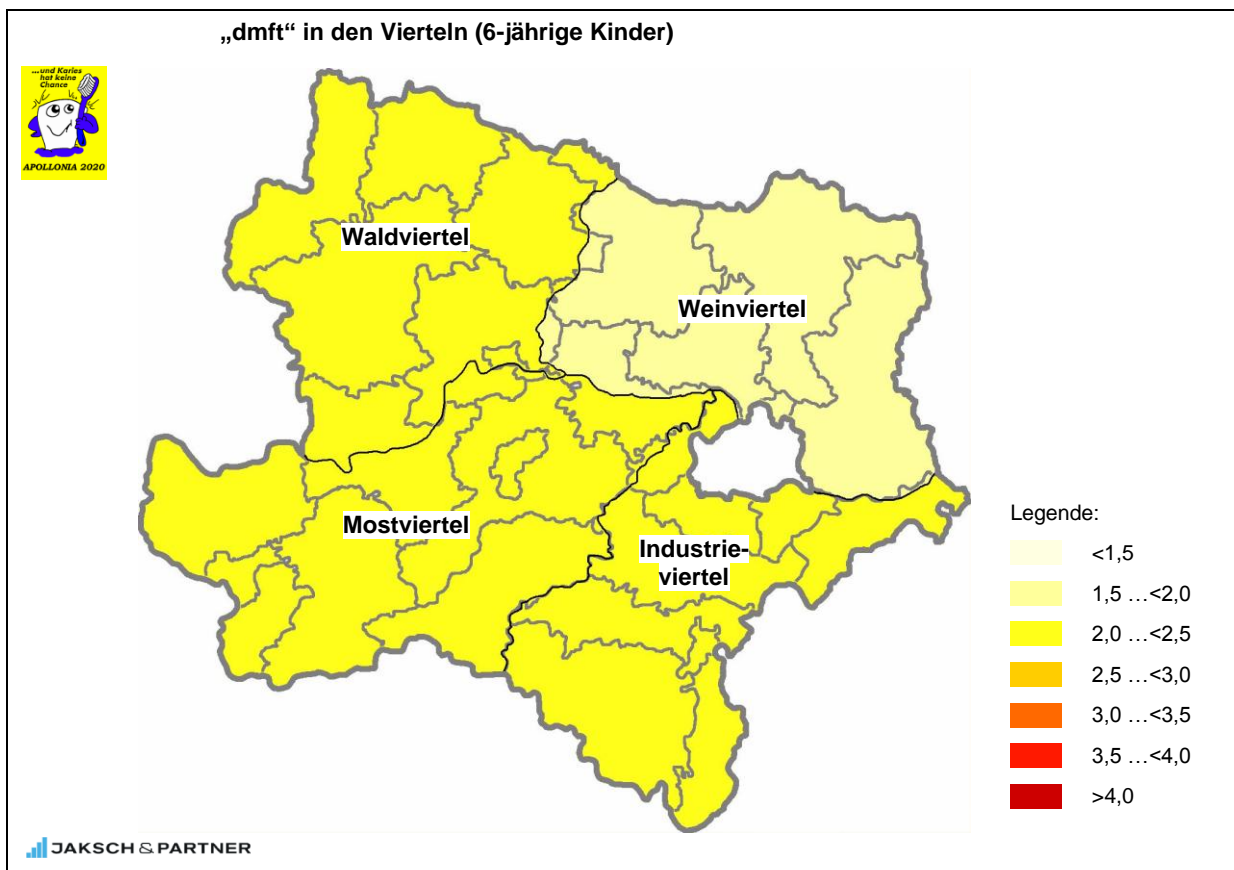 „dmft“ in den Vierteln (6-jährige Kinder)
...und Karies
hat keine
Chance
APOLLONIA 2020
Waldviertel
Weinviertel
Mostviertel
Industrie-
viertel
Legende:
<1,5
1,5 …<2,0
2,0 …<2,5
2,5 …<3,0
3,0 …<3,5
3,5 …<4,0
>4,0
JAKSCH & PARTNER